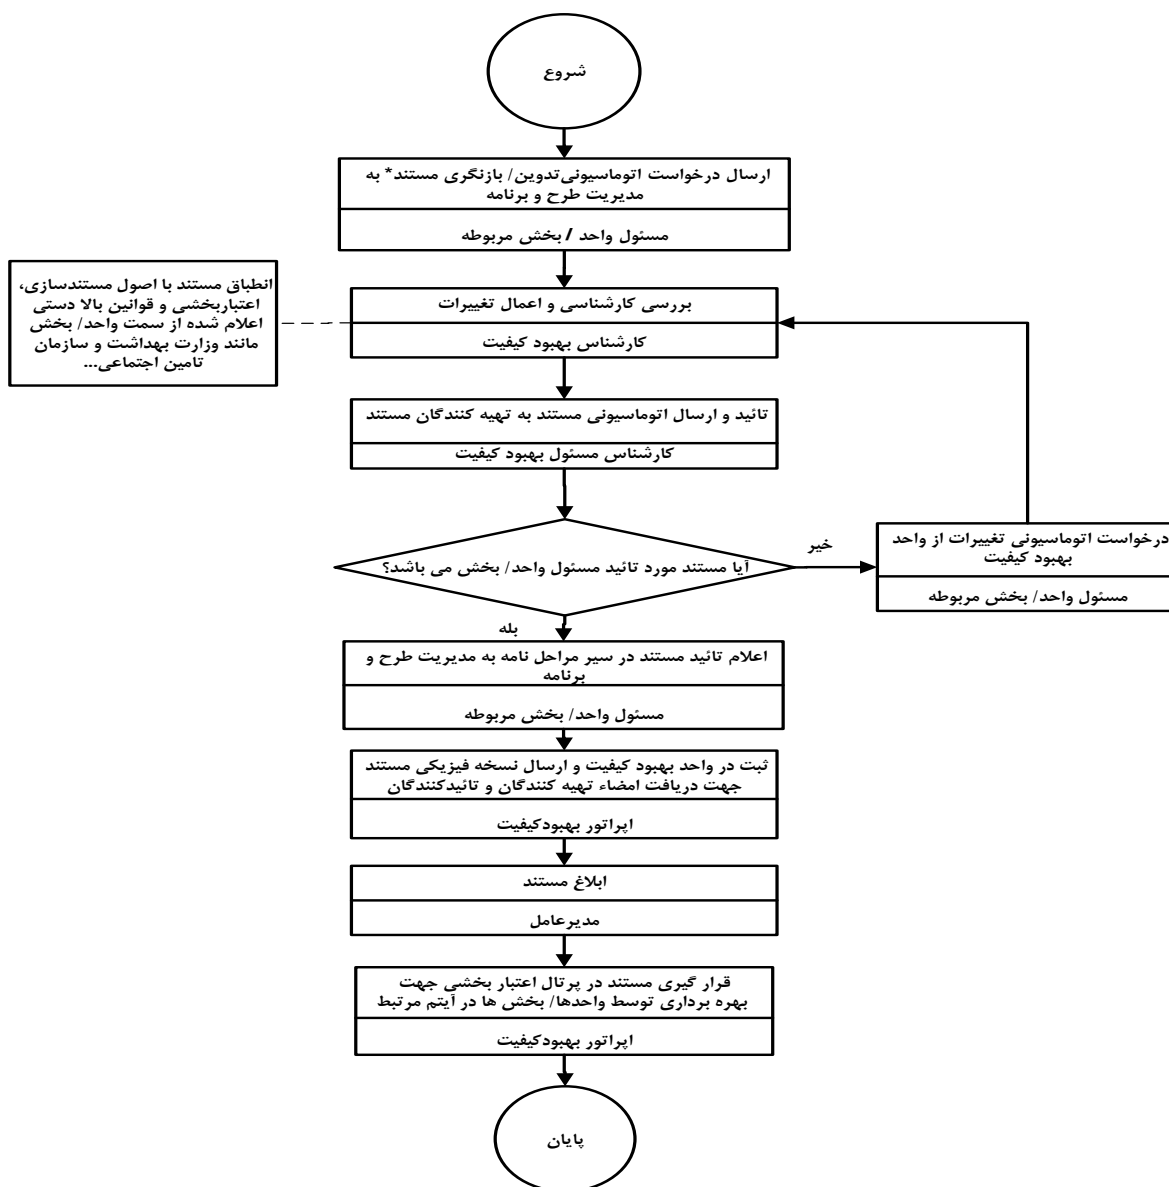 شروع
ارسال درخواست اتوماسیونی‌تدوین/ بازنگری مستند* به
مدیریت طرح و برنامه
مسئول واحد / بخش مربوطه
انطباق مستند با اصول مستندسازی،
اعتباربخشی و قوانین بالا دستی
اعلام شده از سمت واحد/ بخش
مانند وزارت بهداشت و سازمان
تامین اجتماعی...
بررسی کارشناسی و اعمال تغییرات
کارشناس بهبود کیفیت
تائید و ارسال اتوماسیونی مستند به تهیه کنندگان مستند
کارشناس مسئول بهبود کیفیت
آیا مستند مورد تائید مسئول واحد/ بخش می باشد؟
خیر
درخواست اتوماسیونی تغییرات از واحد
بهبود کیفیت
مسئول واحد/ بخش مربوطه
بله
اعلام تائید مستند در سیر مراحل نامه به مدیریت طرح و
برنامه
مسئول واحد/ بخش مربوطه
ثبت در واحد بهبود کیفیت و ارسال نسخه فیزیکی مستند
جهت دریافت امضاء تهیه کنندگان و تائیدکنندگان
اپراتور بهبودکیفیت
ابلاغ مستند
مدیرعامل
قرار گیری مستند در پرتال اعتبار بخشی جهت
بهره برداری توسط واحدها/ بخش ها در آیتم مرتبط
اپراتور بهبودکیفیت
پایان